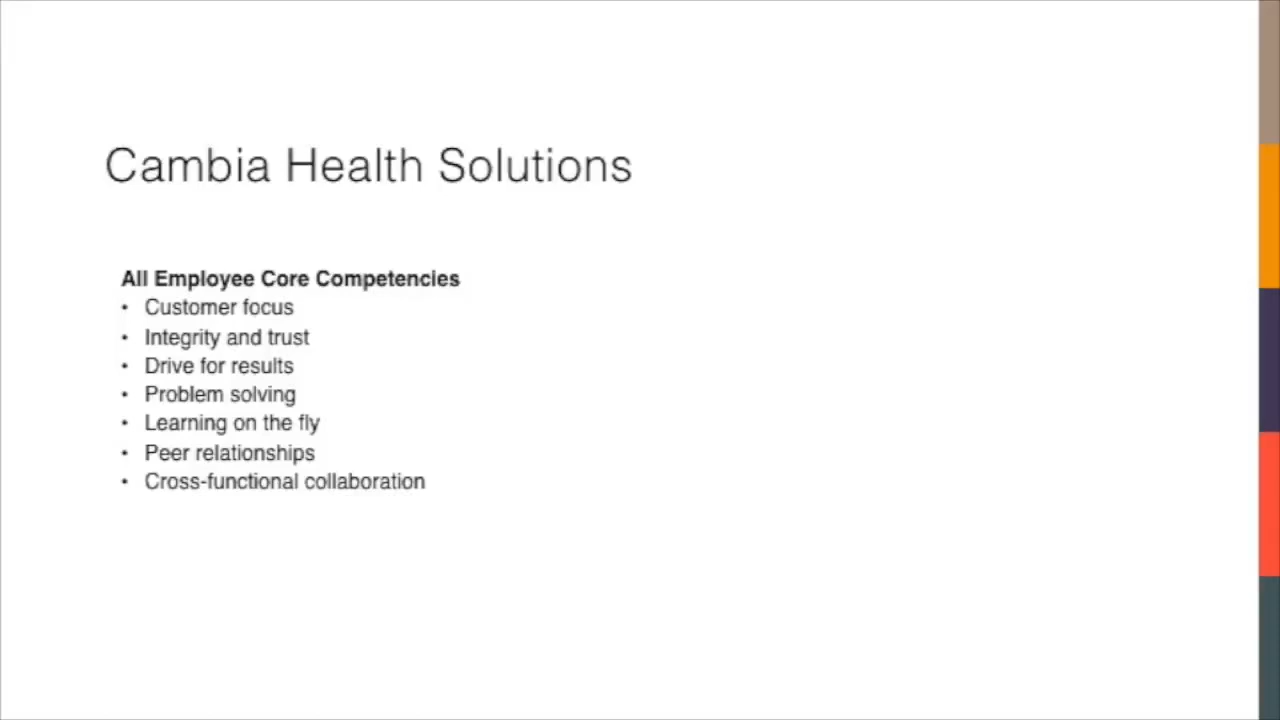 Cambia Health Solutions
All Employee Core Competencies
• Customer focus
• Integrity and trust
• Drive for results
• Problem solving
• Learning on the fly
• Peer relationships
• Cross-functional collaboration